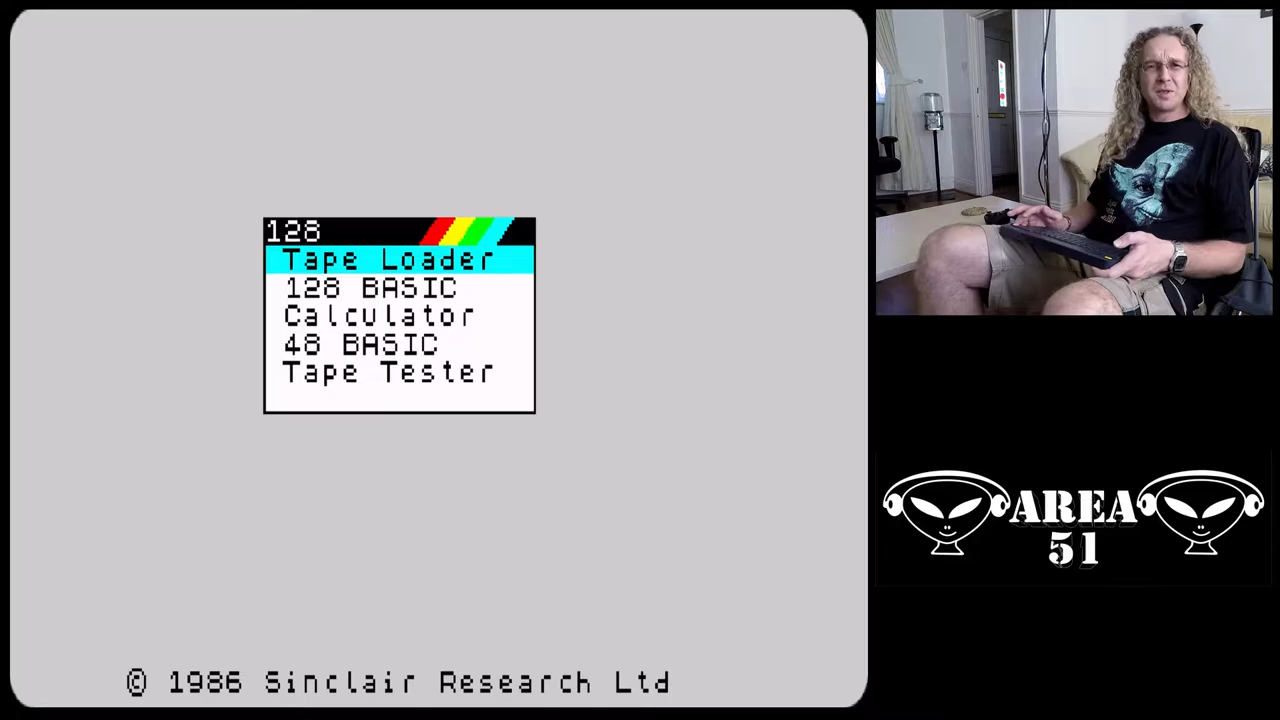 128
Tape Loader
128 BASIC
Calculator
48 BASIC
Tape Tester
© 1986 Sinclair Research Ltd
AREA
51